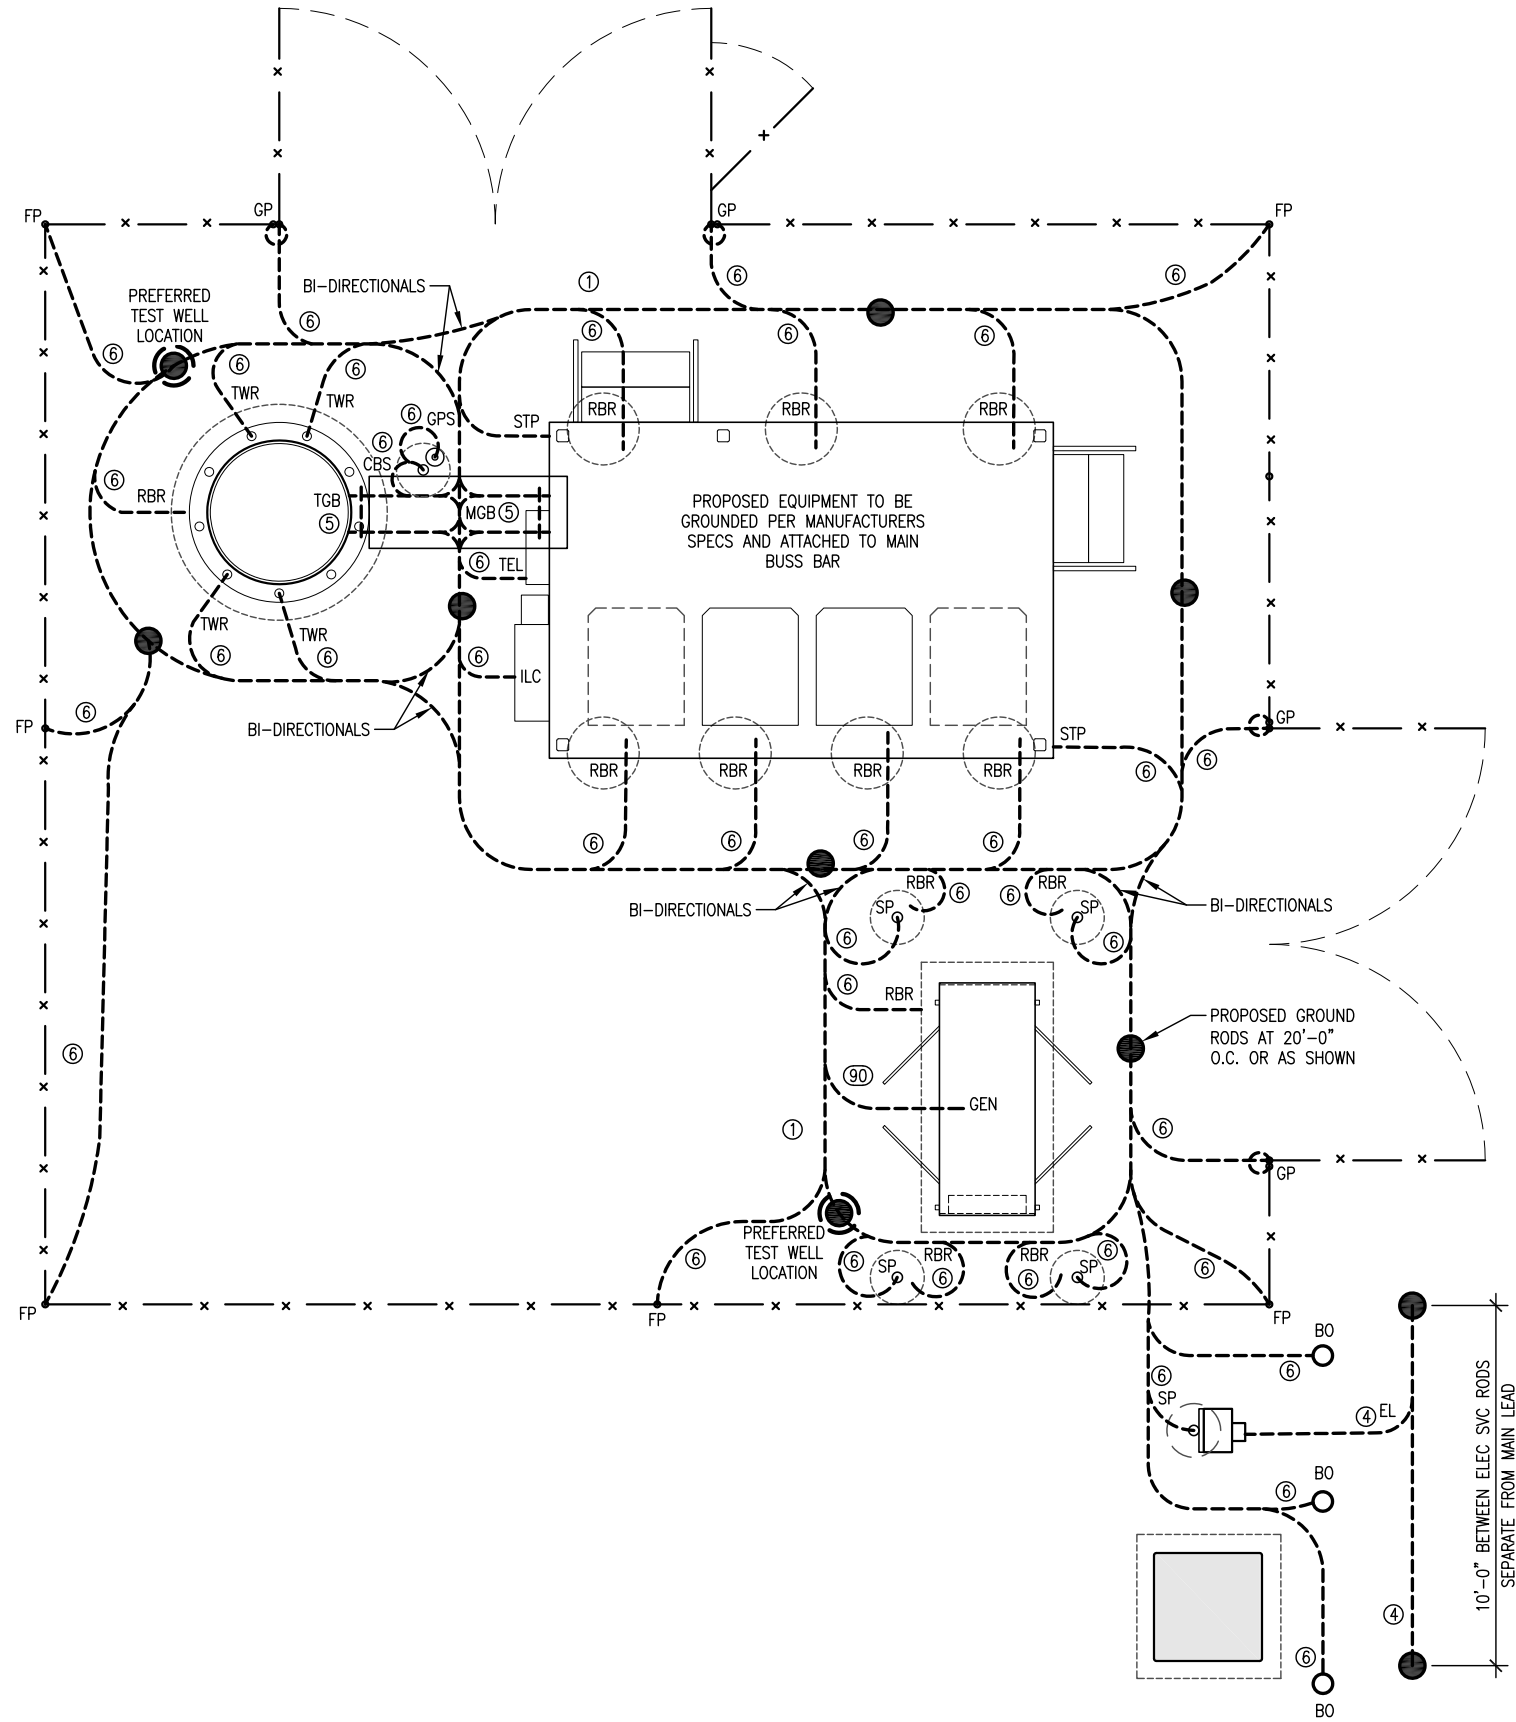 FP
GP
GP
FP
6
6
1
BI-DIRECTIONALS
PREFERRED
TEST WELL
LOCATION
6
6
6
6
6
6
6
TWR
TWR
6
GPS
STP
RBR
RBR
RBR
6
CBS
6
RBR
TGB
5
MGB 5
PROPOSED EQUIPMENT TO BE
GROUNDED PER MANUFACTURERS
SPECS AND ATTACHED TO MAIN
BUSS BAR
6 TEL
TWR
TWR
6
6
6
ILC
FP
6
BI-DIRECTIONALS
GP
STP
6
6
RBR
RBR
RBR
RBR
6
6
6
6
RBR
6
6
RBR
SP
SP
BI-DIRECTIONALS
BI-DIRECTIONALS
6
6
6
RBR
PROPOSED GROUND
RODS AT 20'-0"
O.C. OR AS SHOWN
6
90
GEN
1
6
GP
PREFERRED
TEST WELL
LOCATION
6
6
SP
RBR
6
RBR
6
SP
6
6
FP
FP
FP
BO
6
6
SP
4 EL
BO
6
10'-0" BETWEEN ELEC SVC RODS
SEPARATE FROM MAIN LEAD
4
6
BO